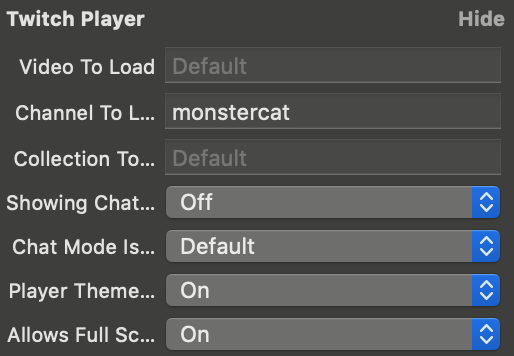 Twitch Player Hide
Video To Load Default
Channel To L... monstercat
Collection To... Default
Showing Chat... Off
Chat Mode Is... Default
Player Theme... On
Allows Full Sc... On